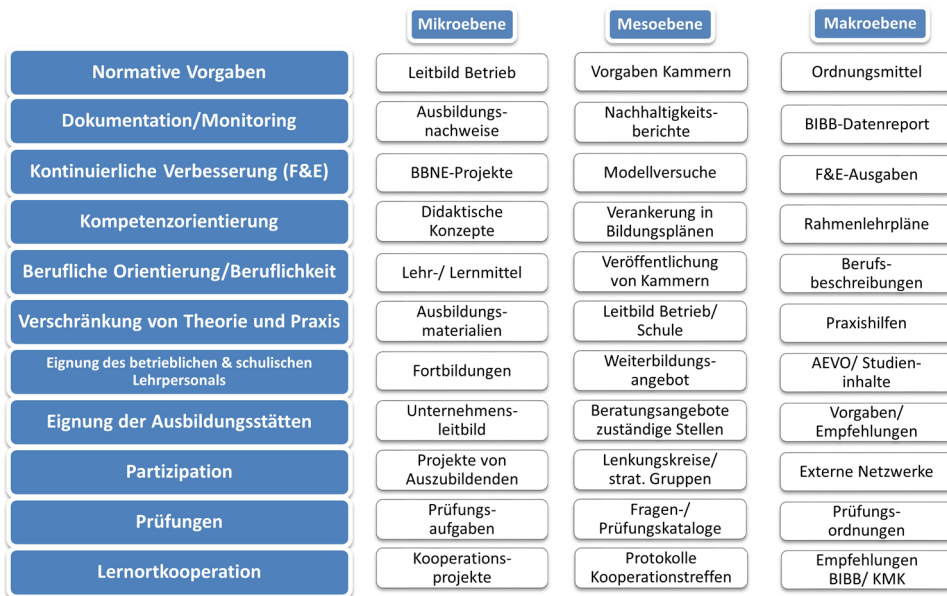 Mikroebene Mesoebene Makroebene
Normative Vorgaben Leitbild Betrieb Vorgaben Kammern Ordnungsmittel
Dokumentation/Monitoring
Ausbildungs-
nachweise
Nachhaltigkeits-
berichte
BIBB-Datenreport
Kontinuierliche Verbesserung (F&E) BBNE-Projekte Modellversuche F&E-Ausgaben
Kompetenzorientierung
Didaktische
Konzepte
Verankerung in
Bildungsplänen
Rahmenlehrpläne
Berufliche Orientierung/Beruflichkeit
Lehr-/ Lernmittel
Veröffentlichung
von Kammern
Berufs-
beschreibungen
Verschränkung von Theorie und Praxis
Ausbildungs-
materialien
Leitbild Betrieb/
Schule
Praxishilfen
Eignung des betrieblichen & schulischen
Lehrpersonals
Fortbildungen
Weiterbildungs-
angebot
AEVO/ Studien-
inhalte
Eignung der Ausbildungsstätten
Unternehmens-
leitbild
Beratungsangebote
zuständige Stellen
Vorgaben/
Empfehlungen
Partizipation
Projekte von
Auszubildenden
Lenkungskreise/
strat. Gruppen
Externe Netzwerke
Prüfungen
Prüfungs-
aufgaben
Fragen-/
Prüfungskataloge
Prüfungs-
ordnungen
Lernortkooperation
Kooperations-
projekte
Protokolle
Kooperationstreffen
Empfehlungen
BIBB/ KMK